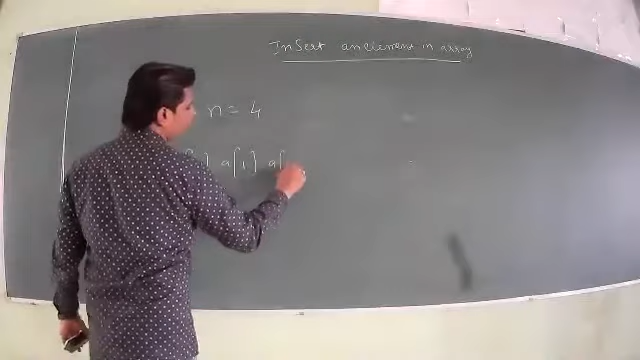 InSert an element in array
n = 4
] a[1] a[